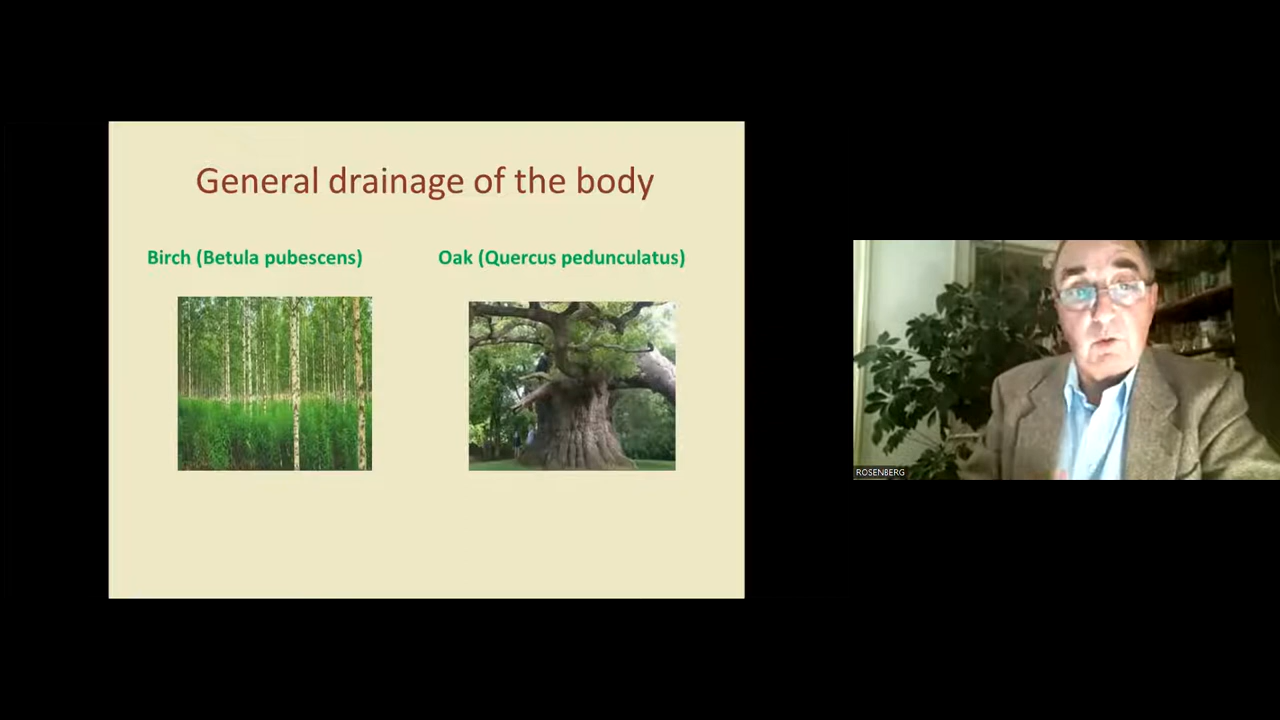 General drainage of the body
Birch (Betula pubescens)
Oak (Quercus pedunculatus)
ROSENBERG